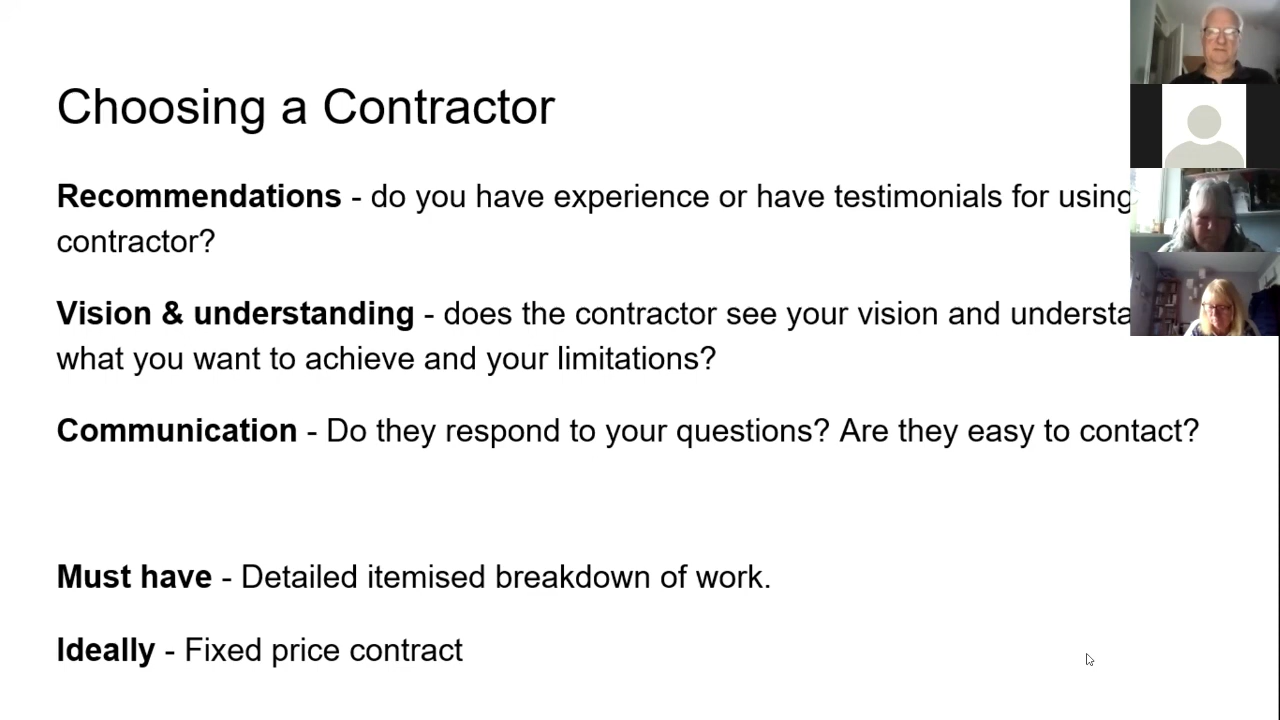 Choosing a Contractor
Recommendations - do you have experience or have testimonials for using
contractor?
Vision & understanding - does the contractor see your vision and understa
what you want to achieve and your limitations?
Communication - Do they respond to your questions? Are they easy to contact?
Must have - Detailed itemised breakdown of work.
Ideally - Fixed price contract